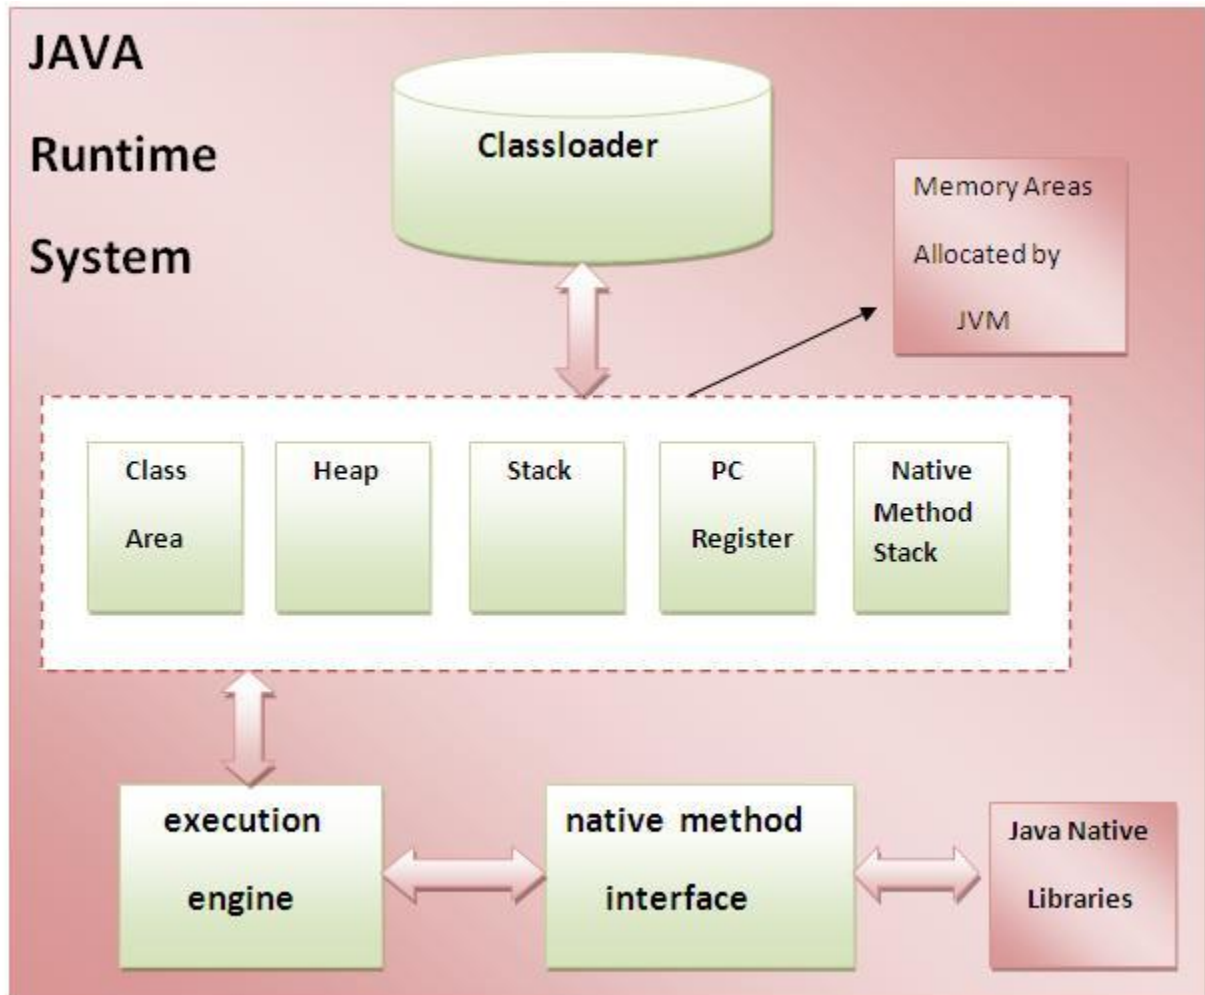 JAVA
Runtime
System
Classloader
Memory Areas
Allocated by
JVM
Class
Area
Heap
Stack
PC
Register
Native
Method
Stack
execution
engine
native method
interface
Java Native
Libraries